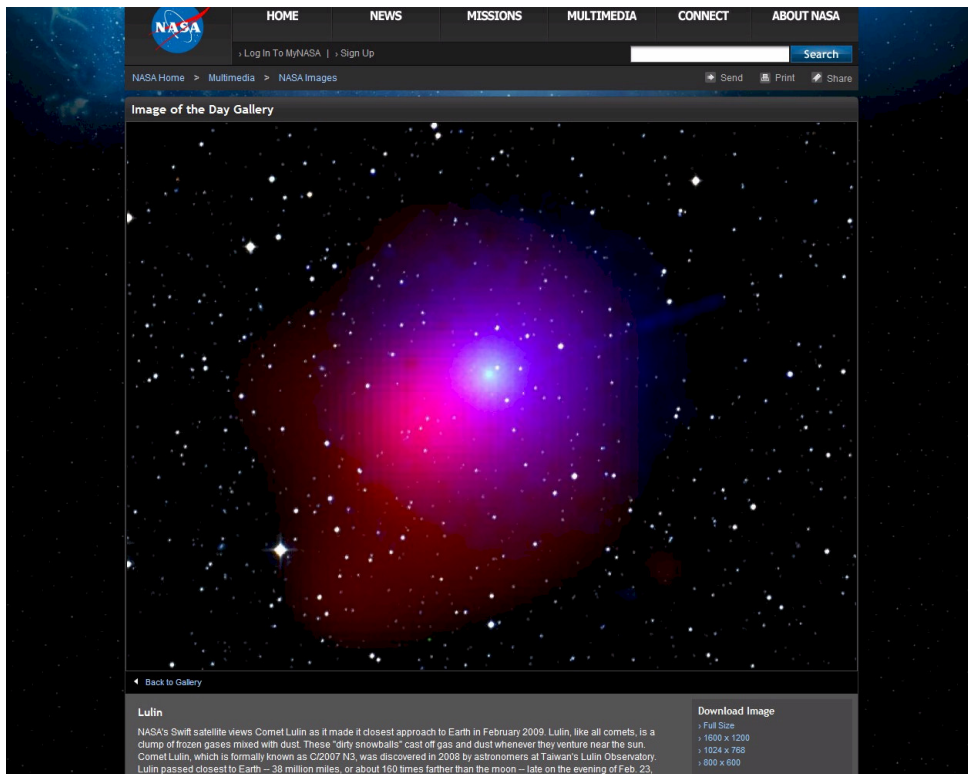 NASA
HOME NEWS MISSIONS MULTIMEDIA CONNECT ABOUT NASA
› Log In To MyNASA | › Sign Up Search
NASA Home > Multimedia > NASA Images Send Print Share
Image of the Day Gallery
Back to Gallery
Lulin
NASA's Swift satellite views Comet Lulin as it made it closest approach to Earth in February 2009. Lulin, like all comets, is a
clump of frozen gases mixed with dust. These "dirty snowballs" cast off gas and dust whenever they venture near the sun.
Comet Lulin, which is formally known as C/2007 N3, was discovered in 2008 by astronomers at Taiwan's Lulin Observatory.
Lulin passed closest to Earth -- 38 million miles, or about 160 times farther than the moon -- late on the evening of Feb. 23,
Download Image
› Full Size
› 1600 x 1200
› 1024 x 768
› 800 x 600